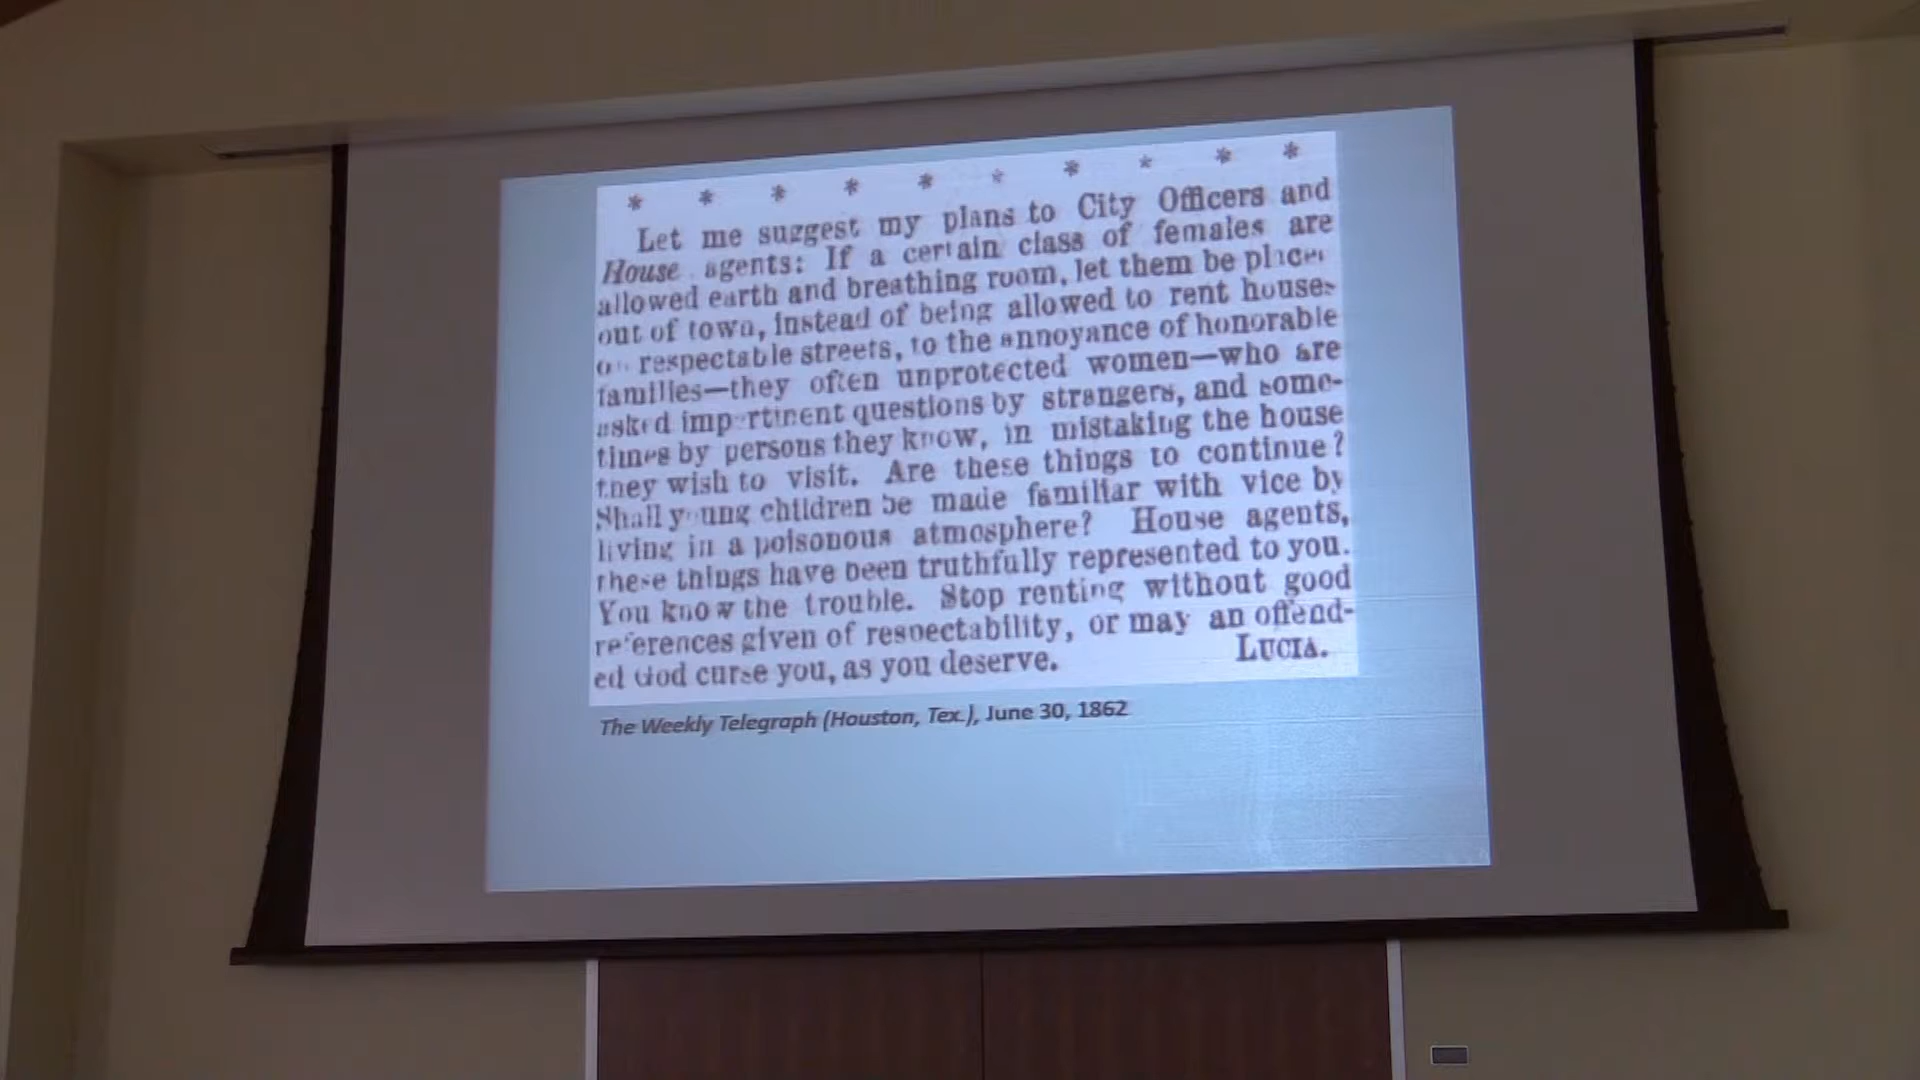 * * * * * * * * * *
Let me suggest my plans to City Officers and
House agents: If a certain class of females are
allowed earth and breathing room, let them be placed
out of town, instead of being allowed to rent houses
on respectable streets, to the annoyance of honorable
families—they often unprotected women—who are
asked impertinent questions by strangers, and some-
times by persons they know, in mistaking the house
they wish to visit. Are these things to continue?
Shall young children be made familiar with vice by
living in a poisonous atmosphere? House agents,
these things have been truthfully represented to you.
You know the trouble. Stop renting without good
references given of respectability, or may an offend-
ed God curse you, as you deserve. LUCIA.
The Weekly Telegraph (Houston, Tex.), June 30, 1862